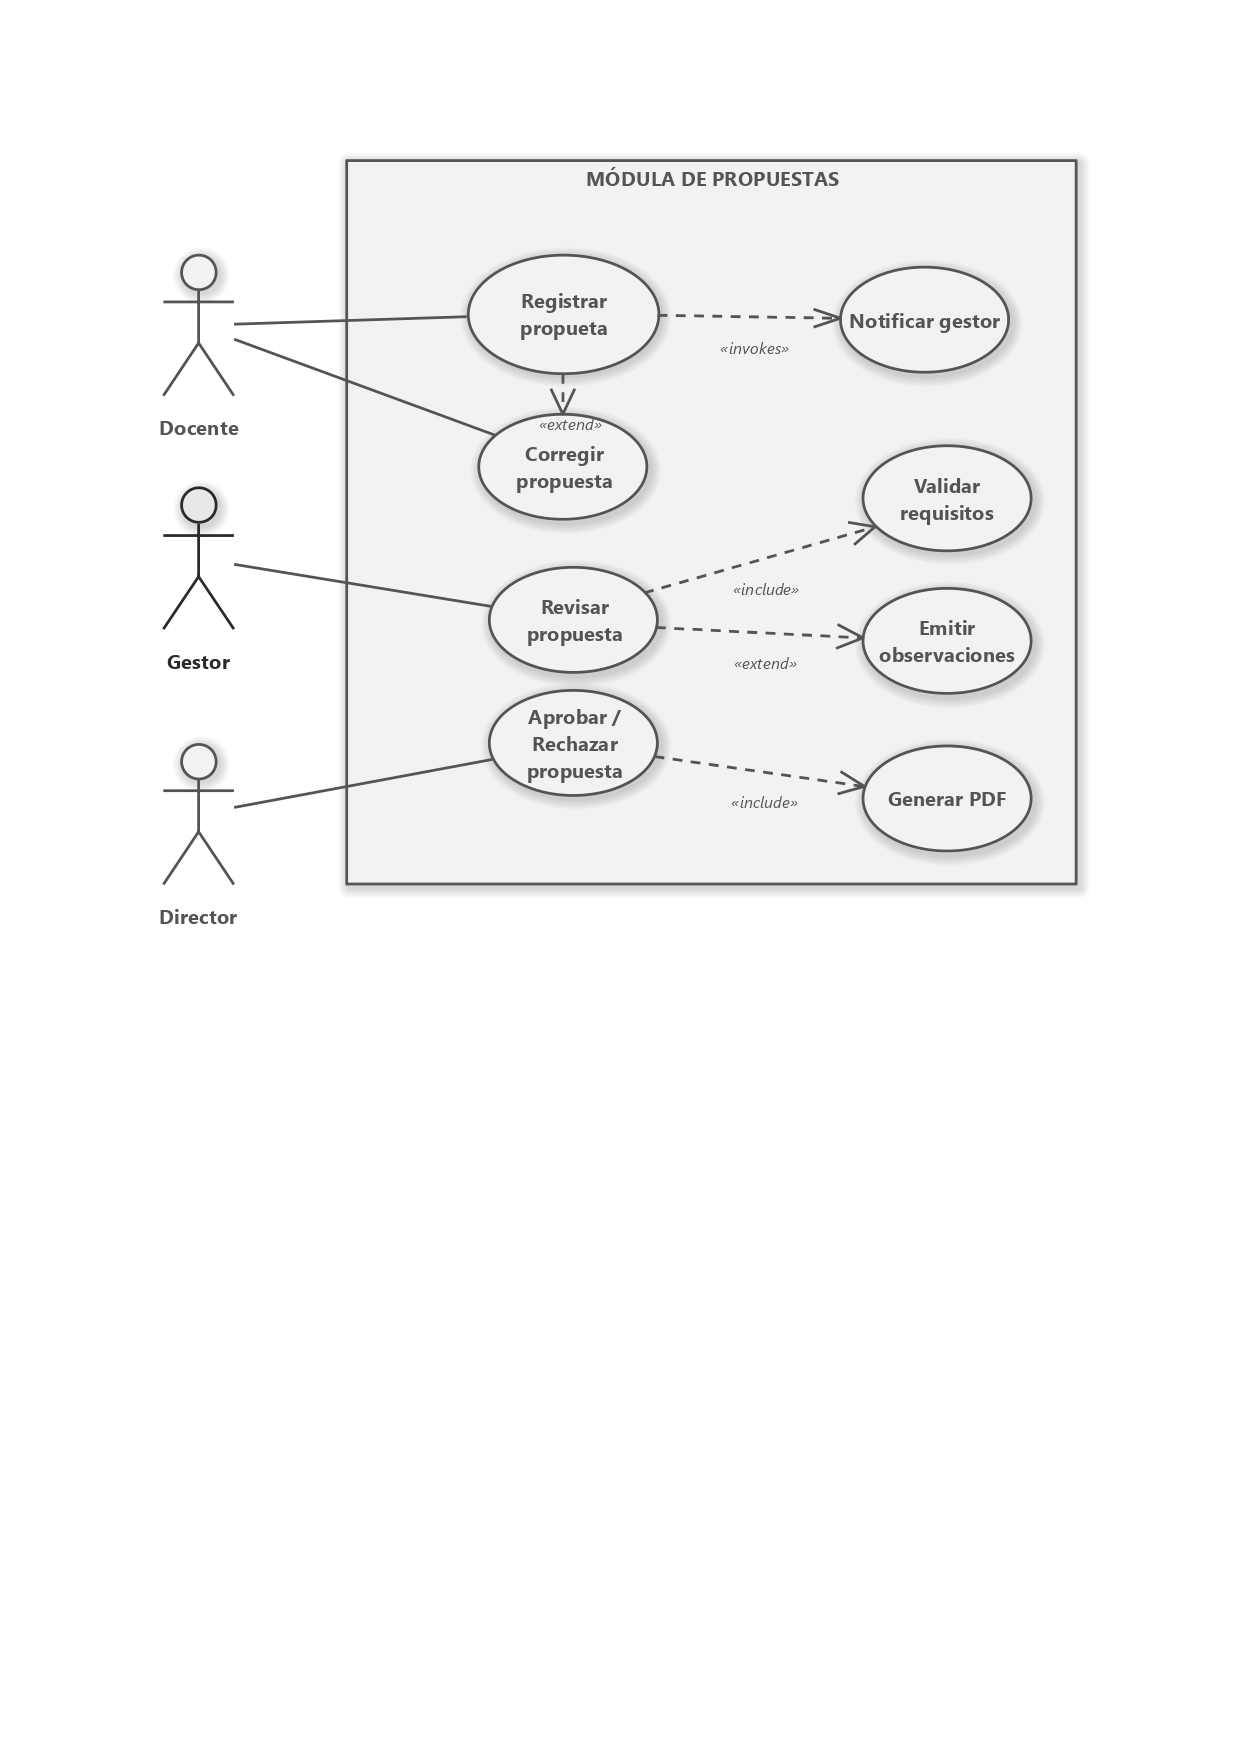 MÓDULA DE PROPUESTAS
Registrar
propueta
Notificar gestor
«invokes»
Docente
«extend»
Corregir
propuesta
Validar
requisitos
«include»
Revisar
propuesta
Emitir
observaciones
«extend»
Gestor
Aprobar /
Rechazar
propuesta
Generar PDF
«include»
Director